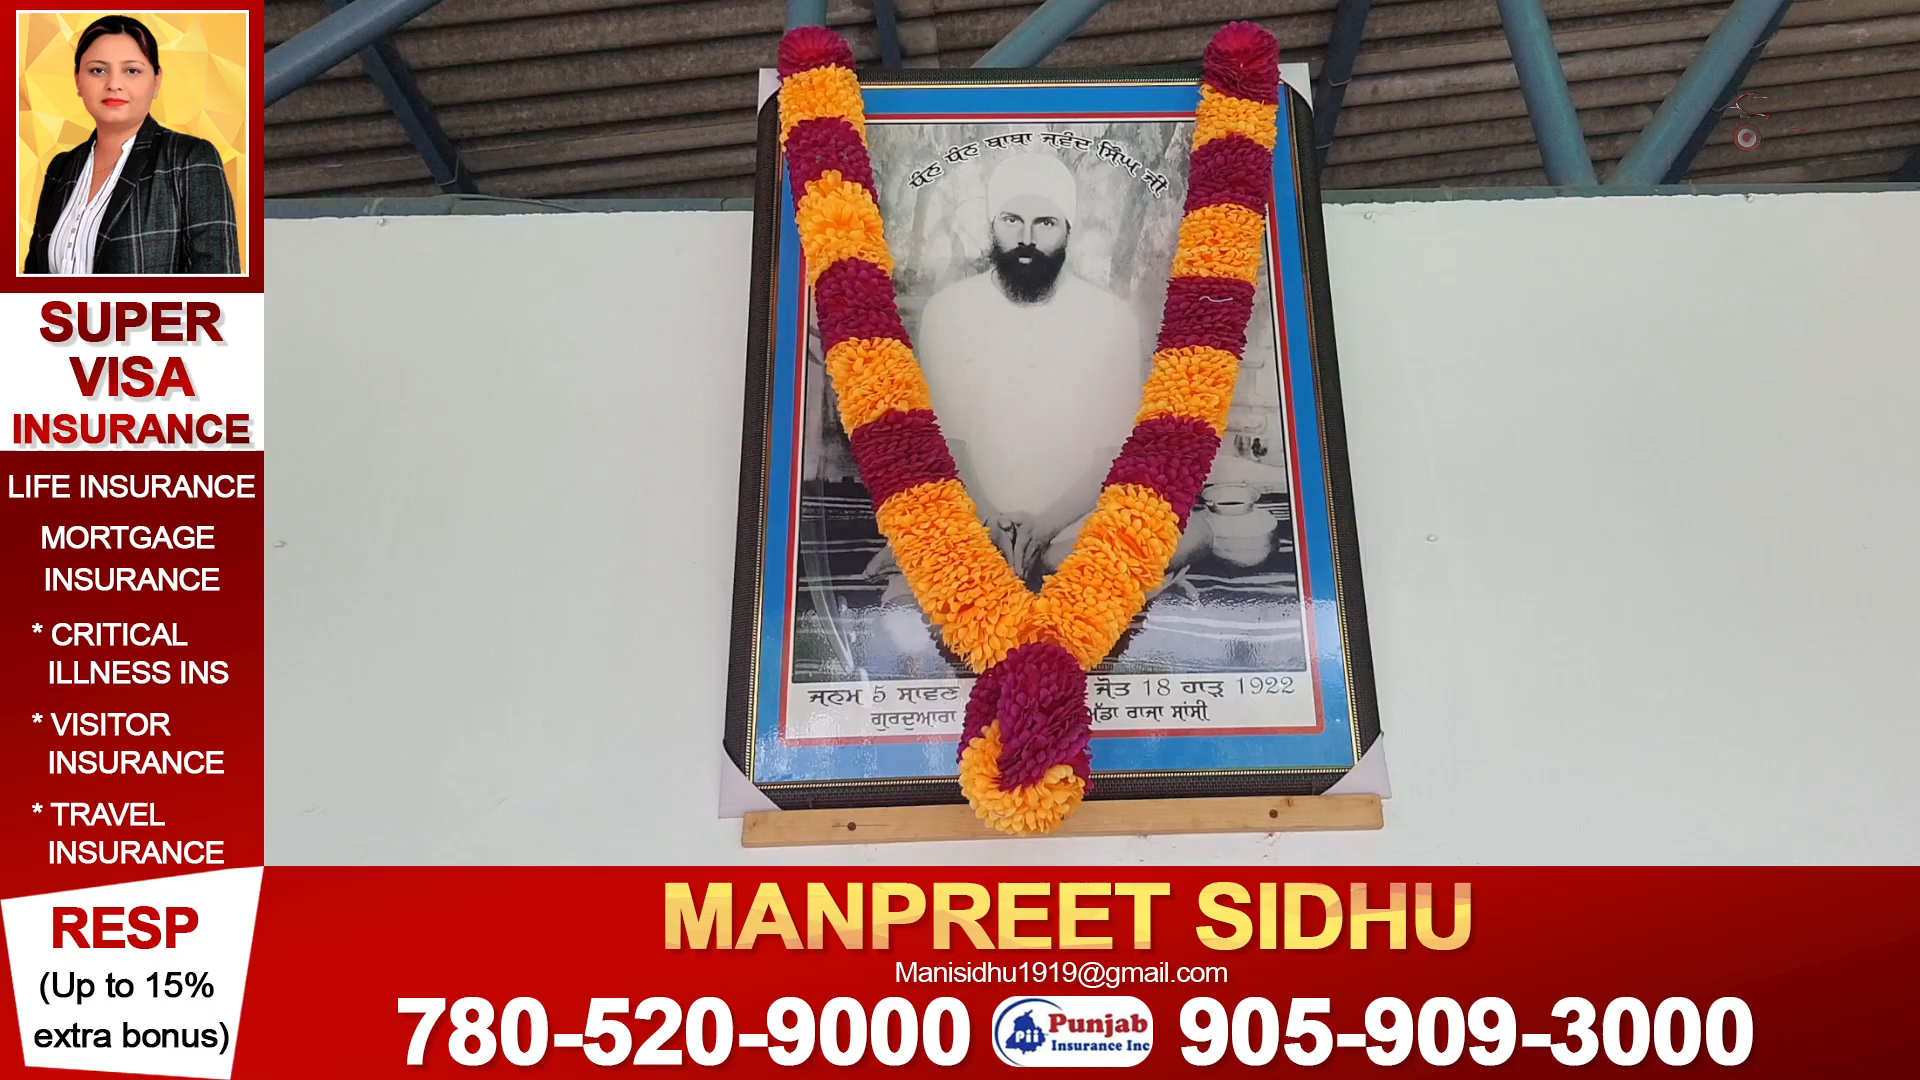 SUPER
VISA
INSURANCE
LIFE INSURANCE
MORTGAGE
INSURANCE
* CRITICAL
ILLNESS INS
* VISITOR
INSURANCE
* TRAVEL
INSURANCE
RESP
(Up to 15%
extra bonus)
ਧੰਨ ਧੰਨ ਬਾਬਾ ਜਵੰਦ ਸਿੰਘ ਜੀ
ਜਨਮ 5 ਸਾਵਣ ਜੋਤ 18 ਹਾੜ 1922
ਗੁਰਦੁਆਰਾ ਅੱਡਾ ਰਾਜਾ ਸਾਂਸੀ
MANPREET SIDHU
Manisidhu1919@gmail.com
780-520-9000
Pii Punjab
Insurance Inc
905-909-3000